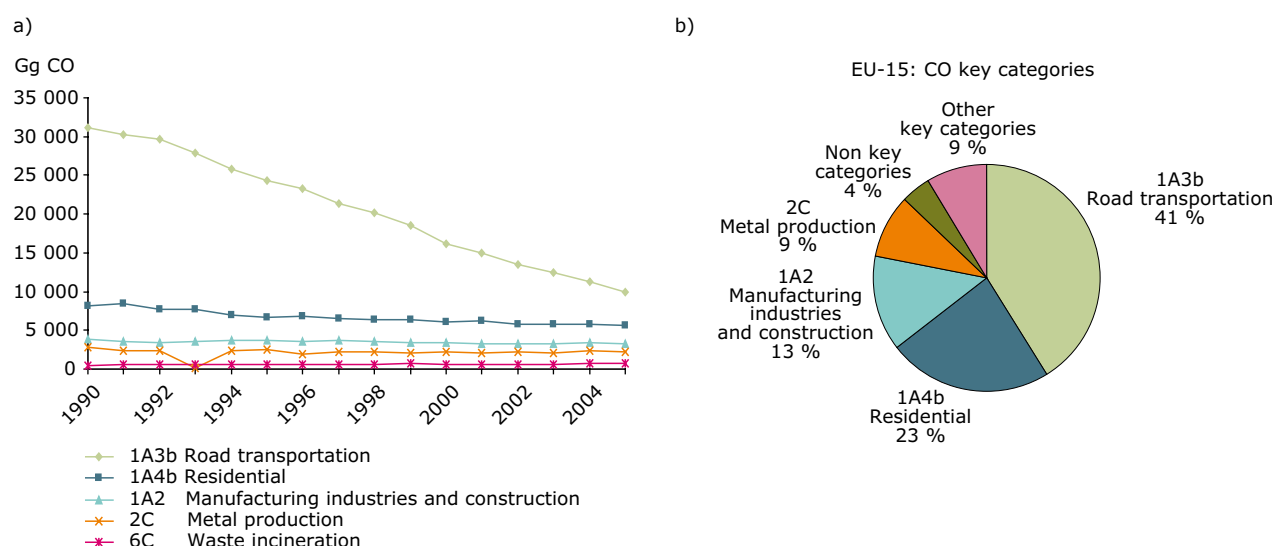 a)
Gg CO
35 000
30 000
25 000
20 000
15 000
10 000
5 000
0
1990
1992
1994
1996
1998
2000
2002
2004
1A3b Road transportation
1A4b Residential
1A2 Manufacturing industries and construction
2C Metal production
6C Waste incineration
b)
EU-15: CO key categories
Other
key categories
9 %
Non key
categories
4 %
2C
Metal production
9 %
1A2
Manufacturing
industries
and construction
13 %
1A4b
Residential
23 %
1A3b
Road transportation
41 %